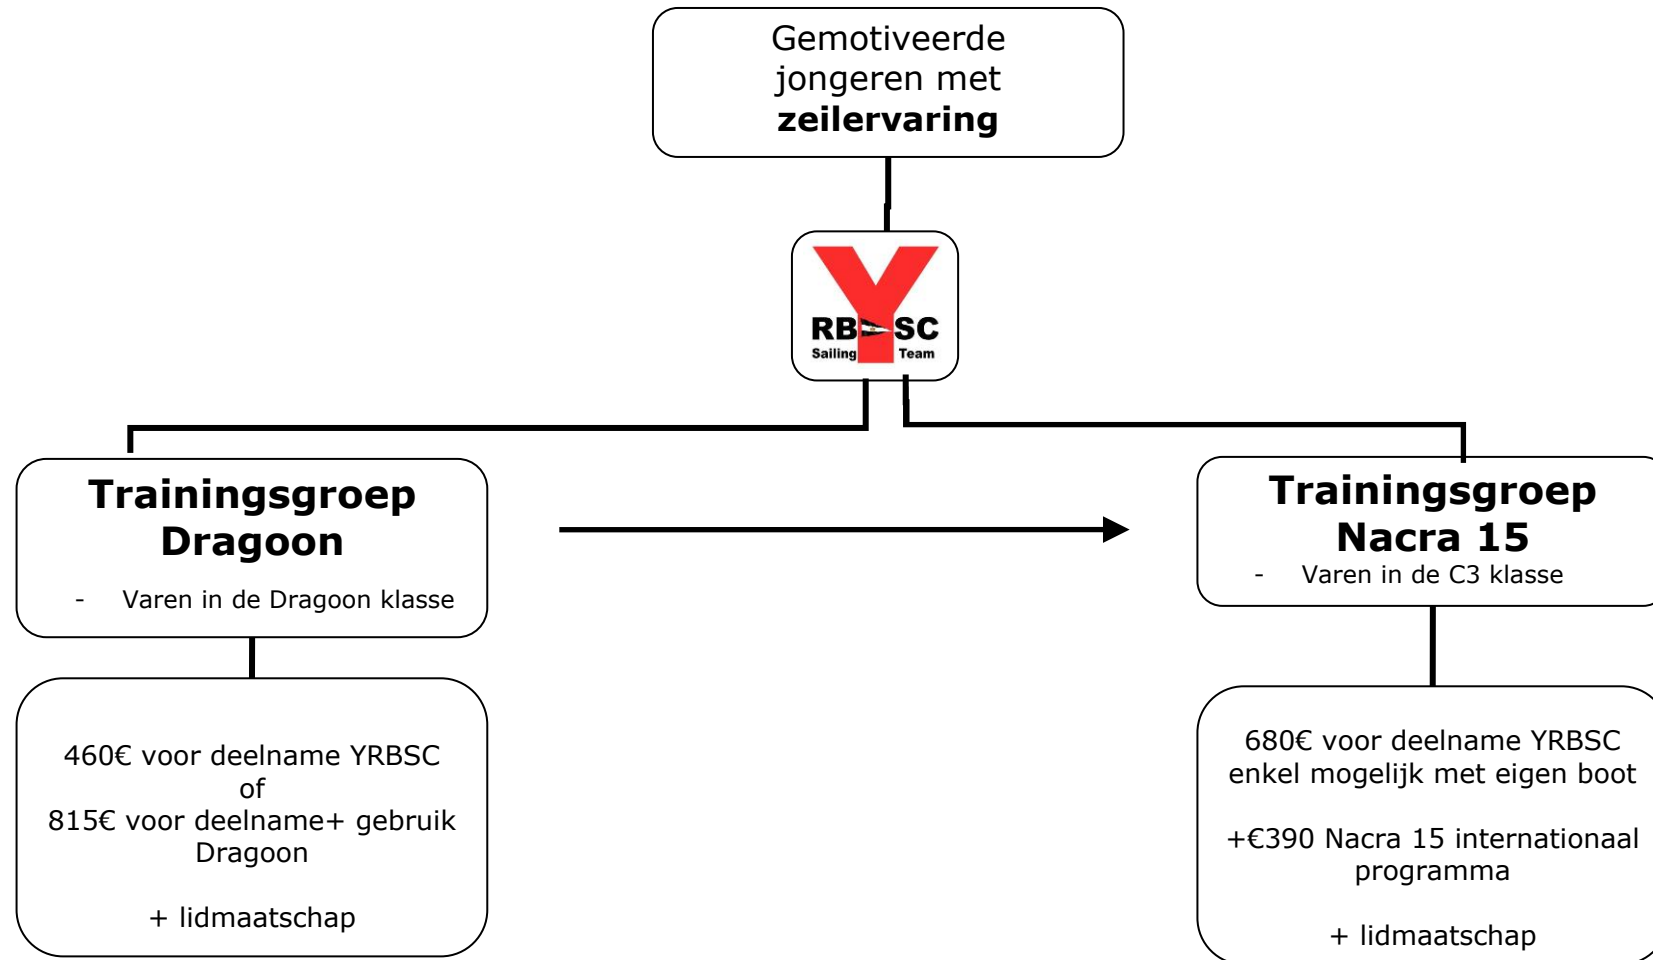 Gemotiveerde
jongeren met
zeilervaring
Y
RB SC
Sailing Team
Trainingsgroep
Dragoon
- Varen in de Dragoon klasse
Trainingsgroep
Nacra 15
- Varen in de C3 klasse
460€ voor deelname YRBSC
of
815€ voor deelname+ gebruik
Dragoon
+ lidmaatschap
680€ voor deelname YRBSC
enkel mogelijk met eigen boot
+€390 Nacra 15 internationaal
programma
+ lidmaatschap